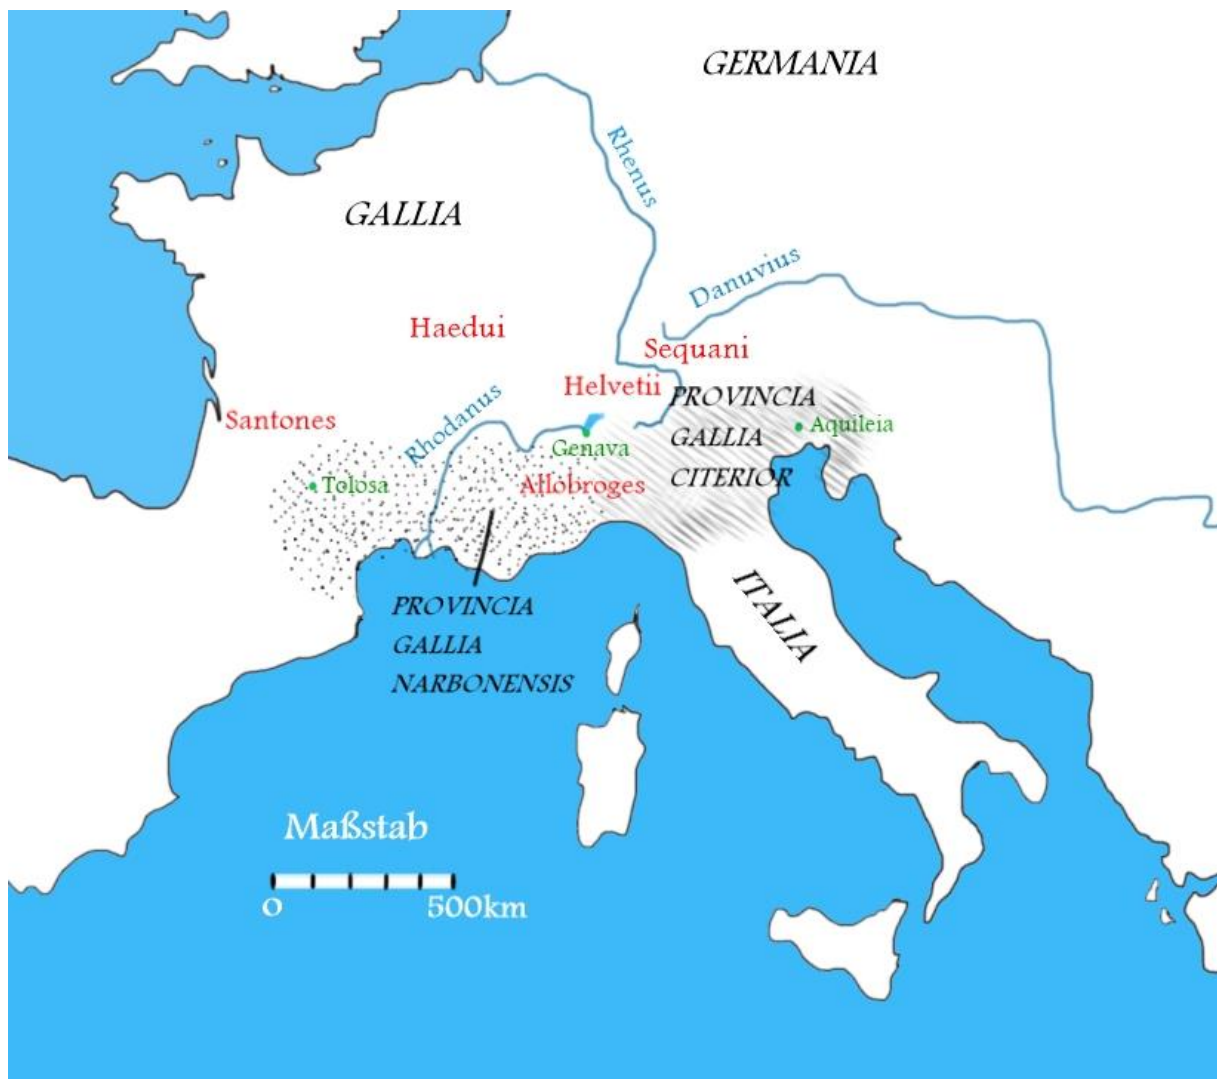 GERMANIA
Rhenus
GALLIA
Danuvius
Haedui
Sequani
Helvetii
PROVINCIA
GALLIA
CITERIOR
Aquileia
Santones
Rhodanus
Genava
Tolosa
Allobroges
PROVINCIA
GALLIA
NARBONENSIS
ITALIA
Maßstab
0 500km